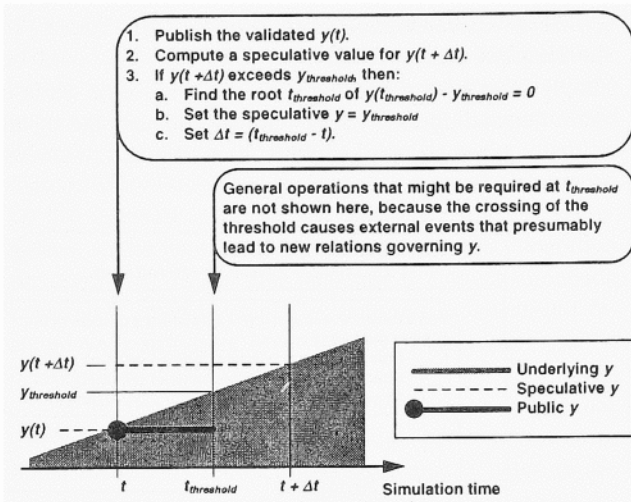 1. Publish the validated y(t).
2. Compute a speculative value for y(t + Δt).
3. If y(t +Δt) exceeds ythreshold, then:
a. Find the root tthreshold of y(tthreshold) - ythreshold = 0
b. Set the speculative y = ythreshold
c. Set Δt = (tthreshold - t).
General operations that might be required at tthreshold
are not shown here, because the crossing of the
threshold causes external events that presumably
lead to new relations governing y.
y(t +Δt)
ythreshold
y(t)
Underlying y
Speculative y
Public y
t
tthreshold
t + Δt
Simulation time